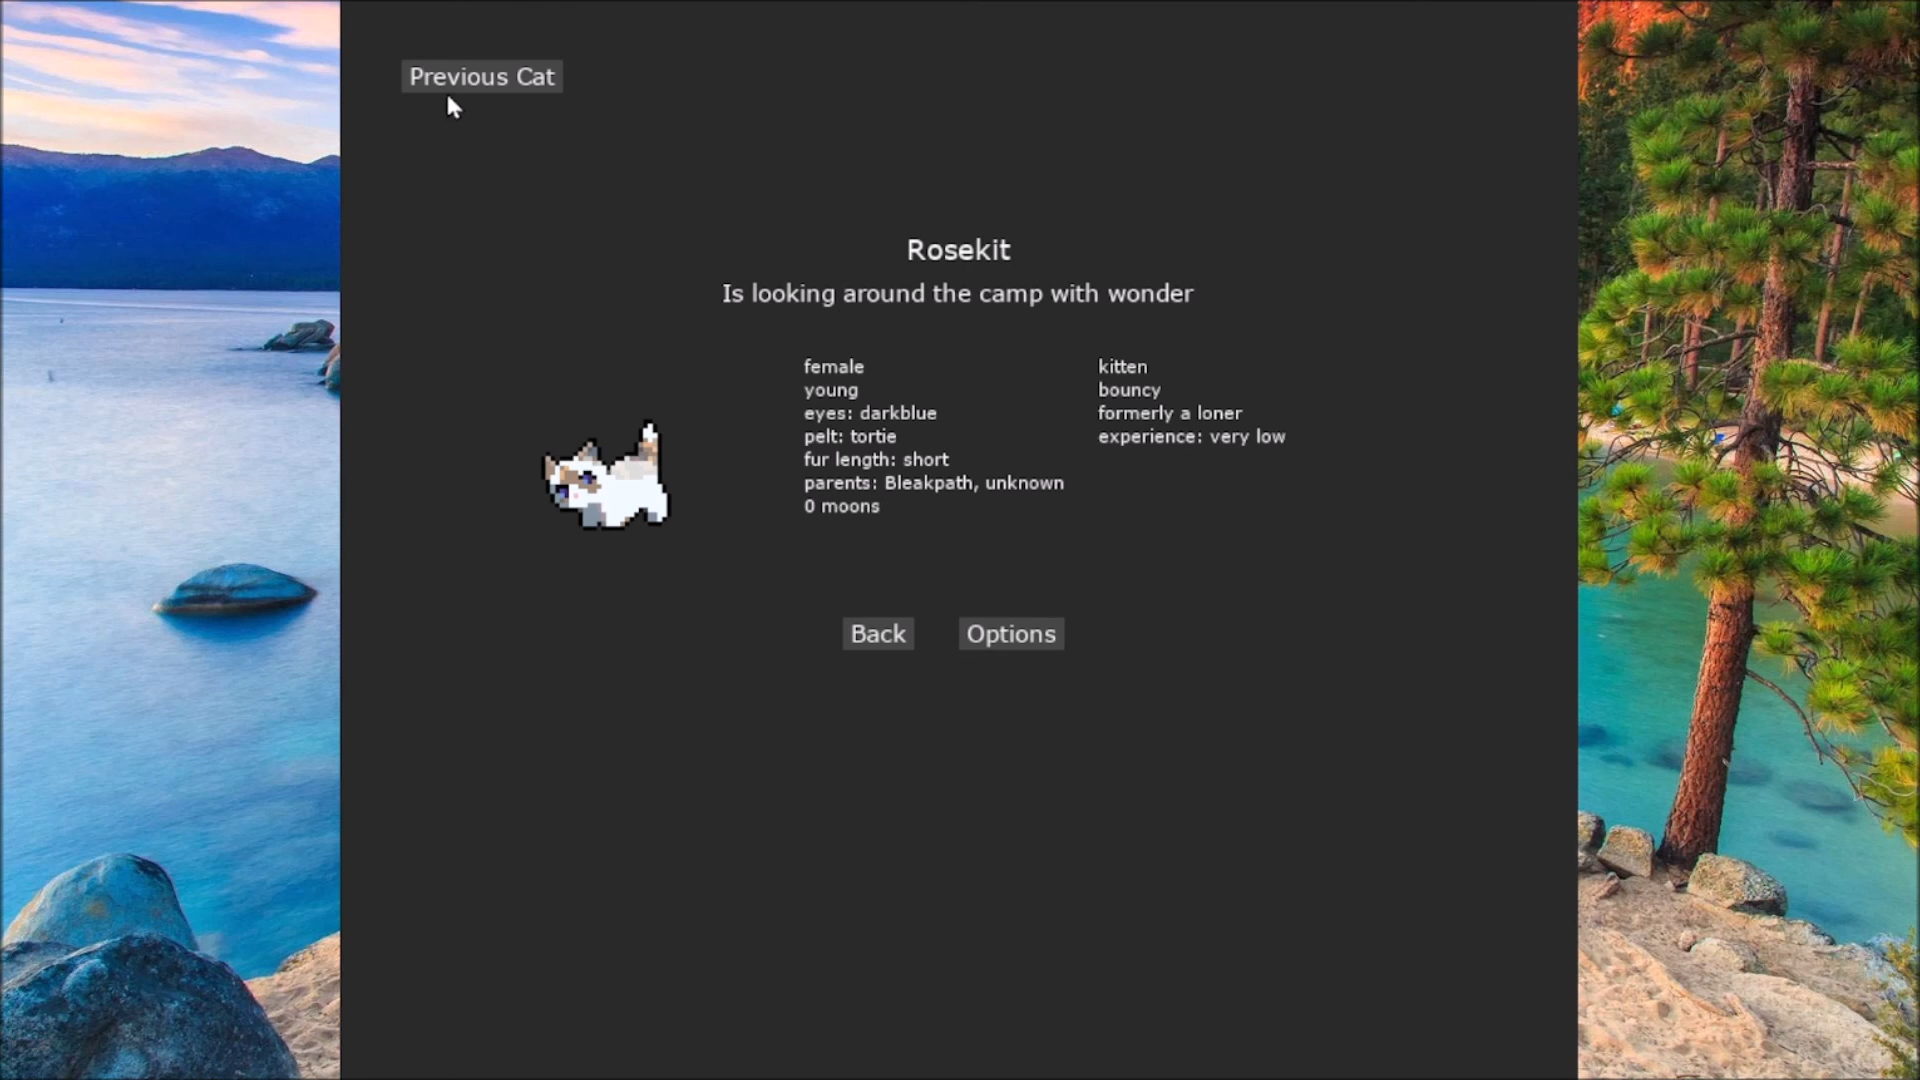 Previous Cat
Rosekit
Is looking around the camp with wonder
female
young
eyes: darkblue
pelt: tortie
fur length: short
parents: Bleakpath, unknown
0 moons
kitten
bouncy
formerly a loner
experience: very low
Back
Options